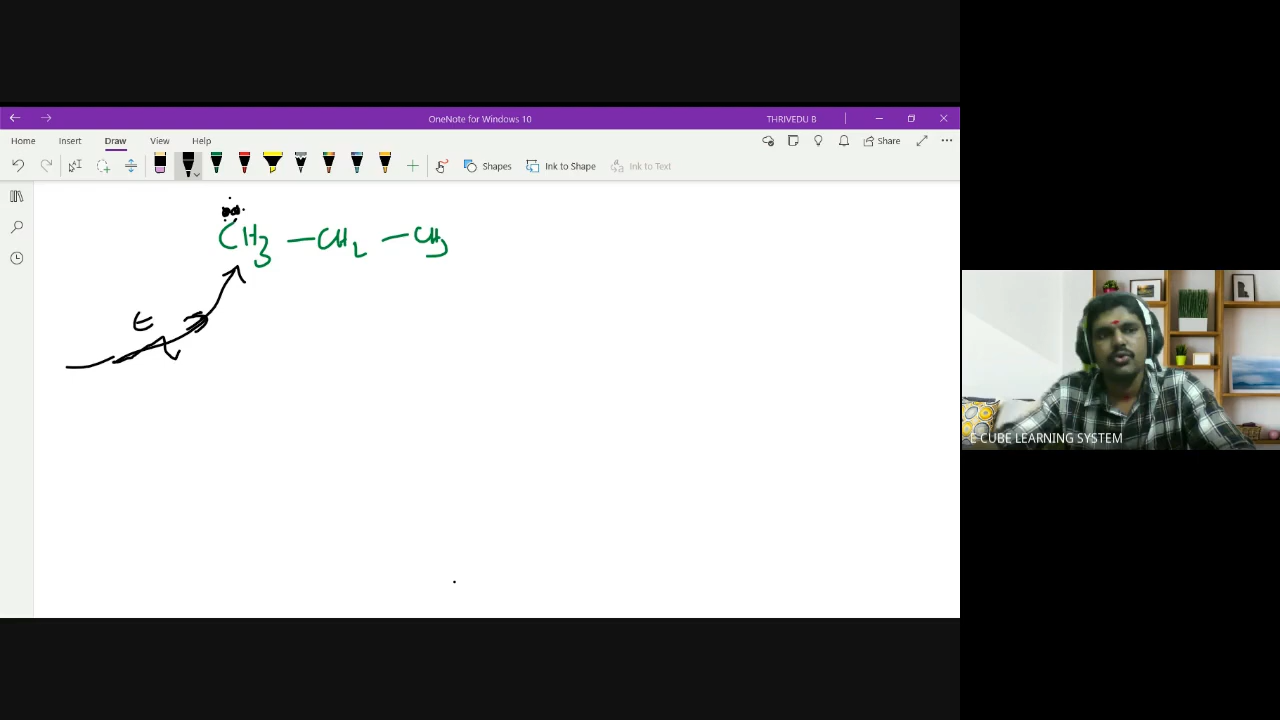 OneNote for Windows 10
THRIVEDU B
Home Insert Draw View Help
Share
Shapes Ink to Shape Ink to Text
CH3 — CH2 — CH3
E
E CUBE LEARNING SYSTEM